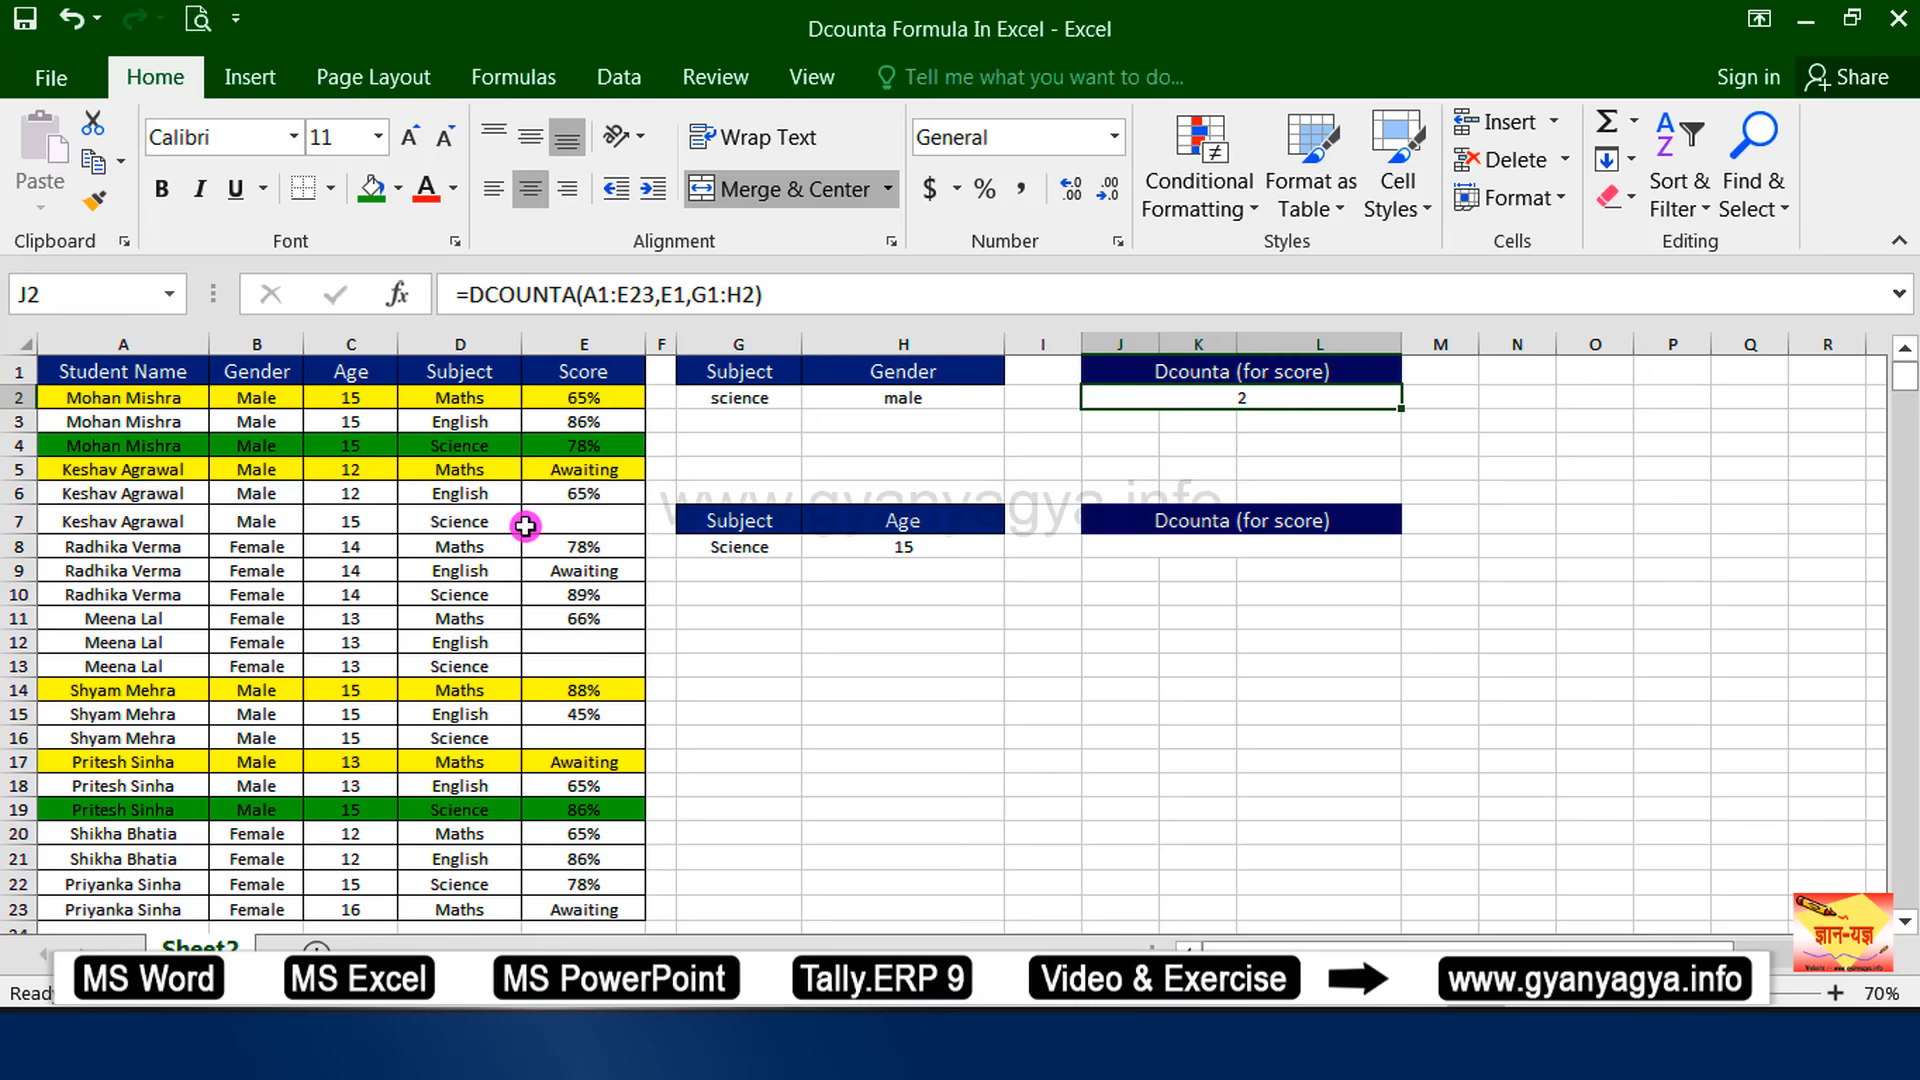 Dcounta Formula In Excel - Excel
File Home Insert Page Layout Formulas Data Review View Tell me what you want to do... Sign in Share
Calibri 11 Wrap Text General Insert
Paste B I U Merge & Center $ % , Conditional Formatting Format as Table Cell Styles Delete Format Σ Sort & Filter Find & Select
Clipboard Font Alignment Number Styles Cells Editing
J2 fx =DCOUNTA(A1:E23,E1,G1:H2)
A B C D E F G H I J K L M N O P Q R
1 Student Name Gender Age Subject Score Subject Gender Dcounta (for score)
2 Mohan Mishra Male 15 Maths 65% science male 2
3 Mohan Mishra Male 15 English 86%
4 Mohan Mishra Male 15 Science 78%
5 Keshav Agrawal Male 12 Maths Awaiting
6 Keshav Agrawal Male 12 English 65%
www.gyanyagya.info
7 Keshav Agrawal Male 15 Science Subject Age Dcounta (for score)
8 Radhika Verma Female 14 Maths 78% Science 15
9 Radhika Verma Female 14 English Awaiting
10 Radhika Verma Female 14 Science 89%
11 Meena Lal Female 13 Maths 66%
12 Meena Lal Female 13 English
13 Meena Lal Female 13 Science
14 Shyam Mehra Male 15 Maths 88%
15 Shyam Mehra Male 15 English 45%
16 Shyam Mehra Male 15 Science
17 Pritesh Sinha Male 13 Maths Awaiting
18 Pritesh Sinha Male 13 English 65%
19 Pritesh Sinha Male 15 Science 86%
20 Shikha Bhatia Female 12 Maths 65%
21 Shikha Bhatia Female 12 English 86%
22 Priyanka Sinha Female 15 Science 78%
23 Priyanka Sinha Female 16 Maths Awaiting
ज्ञान-यज्ञ
Sheet2
MS Word MS Excel MS PowerPoint Tally.ERP 9 Video & Exercise www.gyanyagya.info
Ready 70%